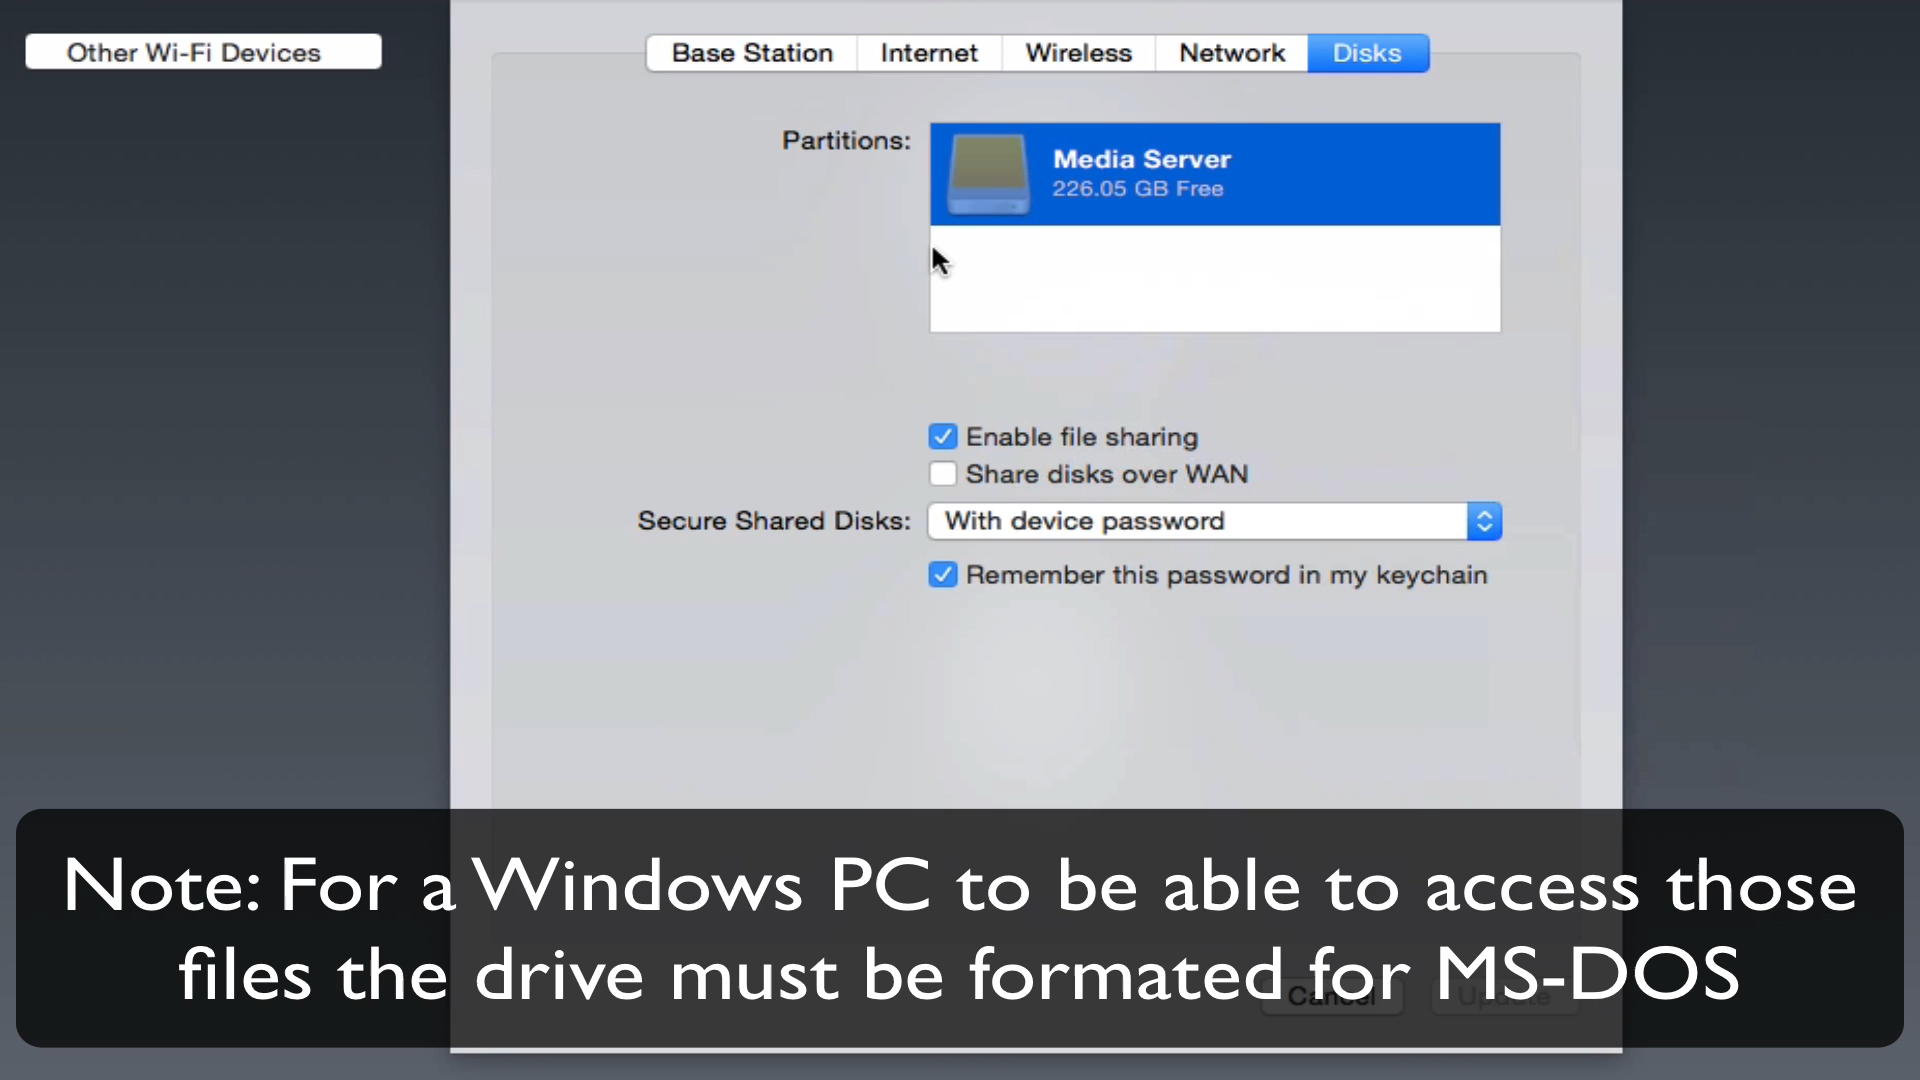 Other Wi-Fi Devices
Base Station Internet Wireless Network Disks
Partitions:
Media Server
226.05 GB Free
Enable file sharing
Share disks over WAN
Secure Shared Disks: With device password
Remember this password in my keychain
Note: For a Windows PC to be able to access those
files the drive must be formated for MS-DOS
Cancel Update